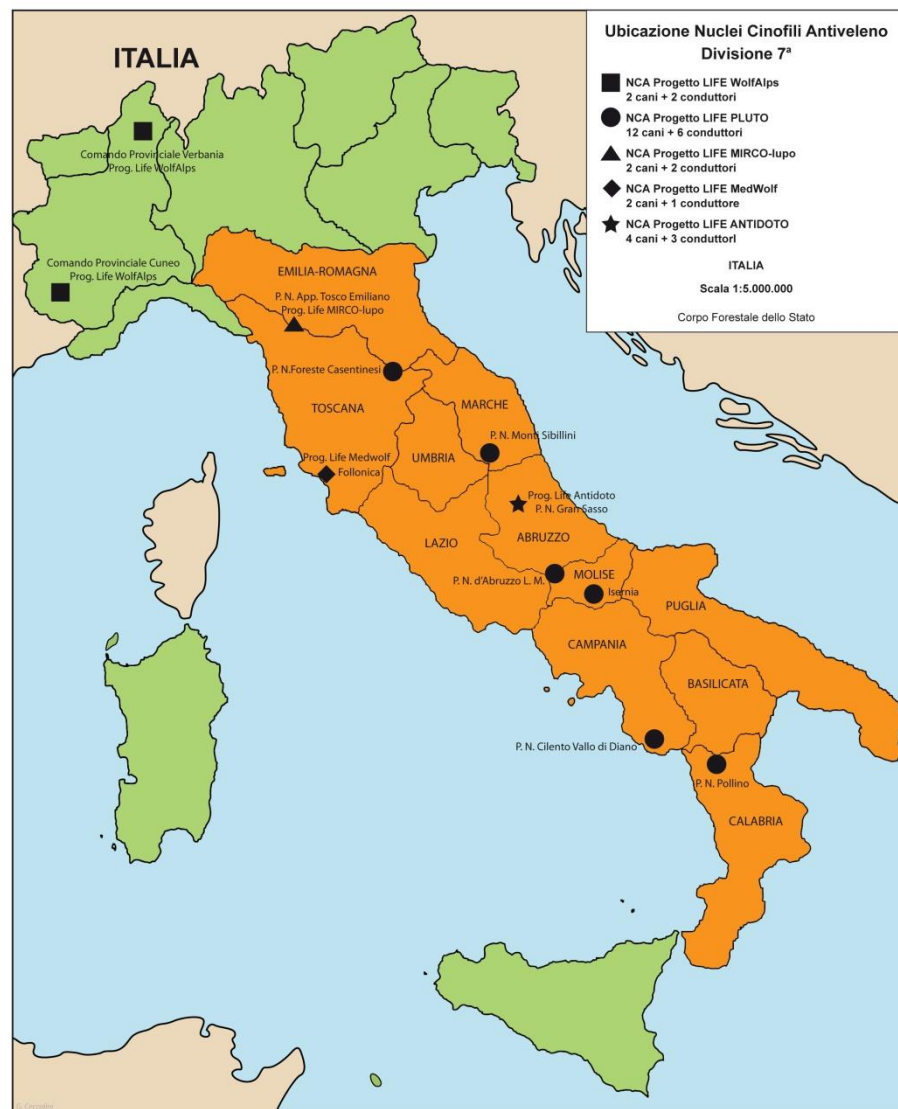 ITALIA
Ubicazione Nuclei Cinofili Antiveleno
Divisione 7ª
NCA Progetto LIFE WolfAlps
2 cani + 2 conduttori
NCA Progetto LIFE PLUTO
12 cani + 6 conduttori
NCA Progetto LIFE MIRCO-lupo
2 cani + 2 conduttori
NCA Progetto LIFE MedWolf
2 cani + 1 conduttore
NCA Progetto LIFE ANTIDOTO
4 cani + 3 conduttorI
ITALIA
Scala 1:5.000.000
Corpo Forestale dello Stato
Comando Provinciale Verbania
Prog. Life WolfAlps
Comando Provinciale Cuneo
Prog. Life WolfAlps
EMILIA-ROMAGNA
P. N. App. Tosco Emiliano
Prog. Life MIRCO-lupo
P. N.Foreste Casentinesi
TOSCANA
MARCHE
P. N. Monti Sibillini
UMBRIA
Prog. Life Medwolf
Follonica
Prog. Life Antidoto
P. N. Gran Sasso
ABRUZZO
LAZIO
P. N. d'Abruzzo L. M.
MOLISE
Isernia
PUGLIA
CAMPANIA
BASILICATA
P. N. Cilento Vallo di Diano
P. N. Pollino
CALABRIA